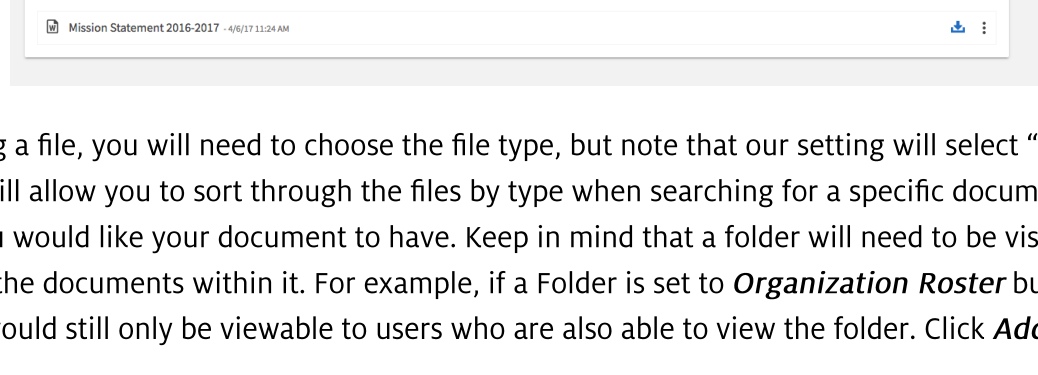 Mission Statement 2016-2017 - 4/6/17 11:24 AM
g a file, you will need to choose the file type, but note that our setting will select “
ill allow you to sort through the files by type when searching for a specific docum
would like your document to have. Keep in mind that a folder will need to be vis
the documents within it. For example, if a Folder is set to Organization Roster bu
ould still only be viewable to users who are also able to view the folder. Click Add